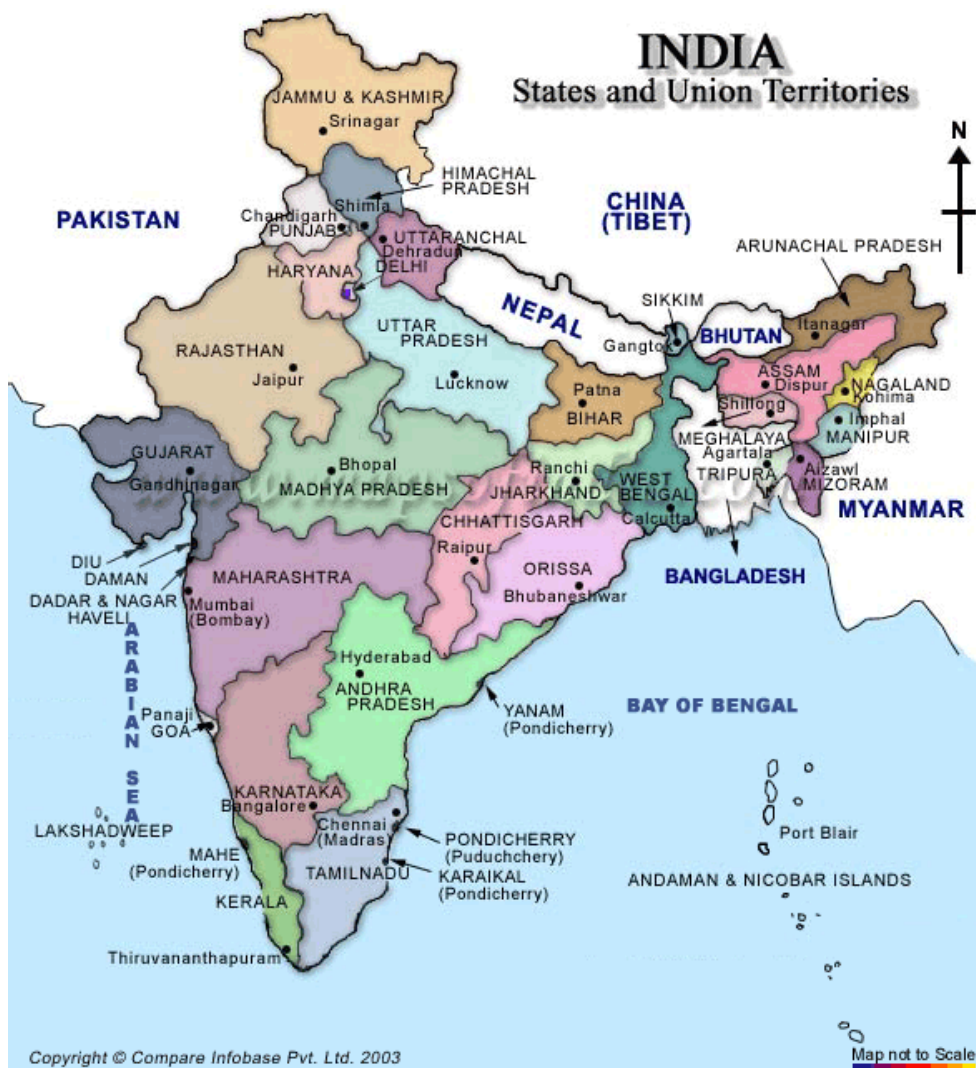 INDIA
States and Union Territories
N
JAMMU & KASHMIR
Srinagar
HIMACHAL
PRADESH
CHINA
(TIBET)
PAKISTAN
Shimla
Chandigarh
PUNJAB
UTTARANCHAL
Dehradun
ARUNACHAL PRADESH
HARYANA
DELHI
SIKKIM
NEPAL
BHUTAN
Itanagar
UTTAR
PRADESH
Gangtok
RAJASTHAN
Jaipur
Lucknow
ASSAM
Dispur
NAGALAND
Kohima
Patna
BIHAR
Shillong
Imphal
MANIPUR
MEGHALAYA
Agartala
TRIPURA
GUJARAT
Gandhinagar
Bhopal
MADHYA PRADESH
Ranchi
JHARKHAND
WEST
BENGAL
Calcutta
Aizawl
MIZORAM
MYANMAR
CHHATTISGARH
Raipur
DIU
DAMAN
DADAR & NAGAR
HAVELI
MAHARASHTRA
Mumbai
(Bombay)
ORISSA
Bhubaneshwar
BANGLADESH
ARABIAN SEA
Hyderabad
ANDHRA
PRADESH
YANAM
(Pondicherry)
BAY OF BENGAL
Panaji
GOA
KARNATAKA
Bangalore
LAKSHADWEEP
Chennai
(Madras)
PONDICHERRY
(Puduchchery)
Port Blair
MAHE
(Pondicherry)
TAMILNADU
KARAIKAL
(Pondicherry)
ANDAMAN & NICOBAR ISLANDS
KERALA
Thiruvananthapuram
Copyright © Compare Infobase Pvt. Ltd. 2003
Map not to Scale